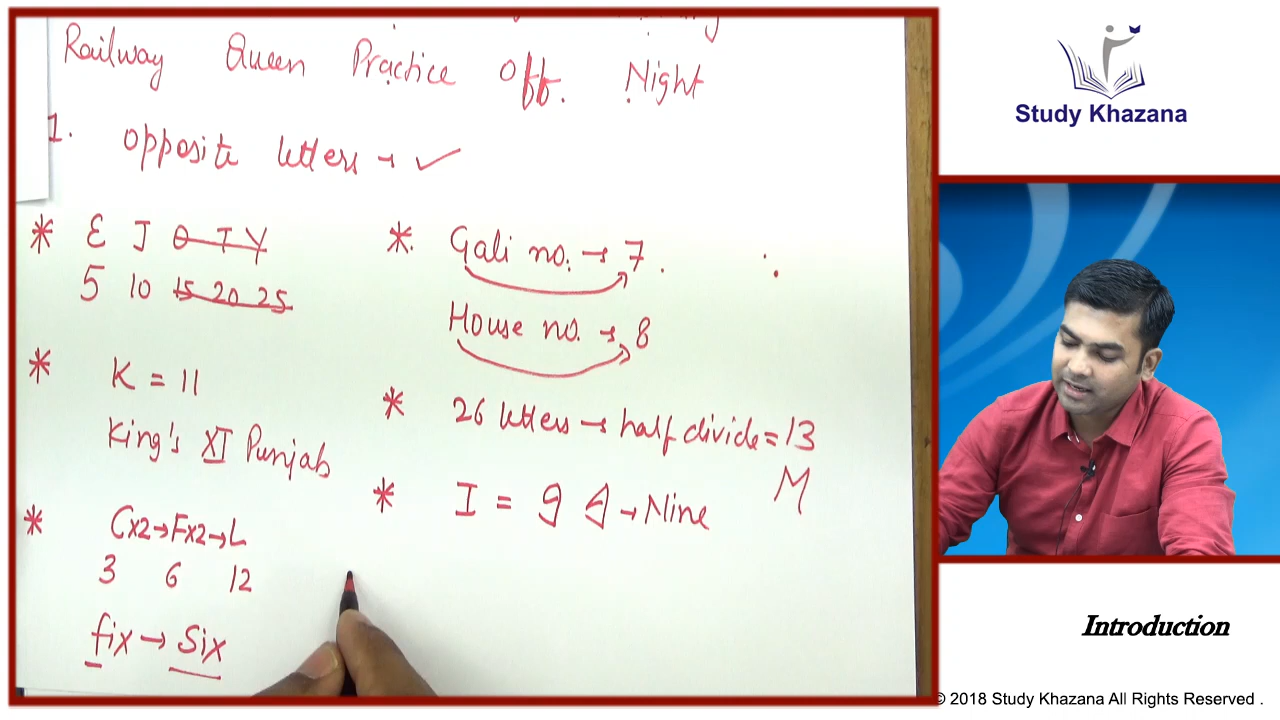 Railway Queen Practice Off. Night
1. Opposite letters → ✓
* E J O T Y
5 10 15 20 25
* K = 11
King's XI Punjab
* C×2→F×2→L
3 6 12
fix → Six
*. Gali no. → 7.
House no. → 8
* 26 letters → half divide = 13
M
* I = 9 → Nine
Study Khazana
Introduction
© 2018 Study Khazana All Rights Reserved .